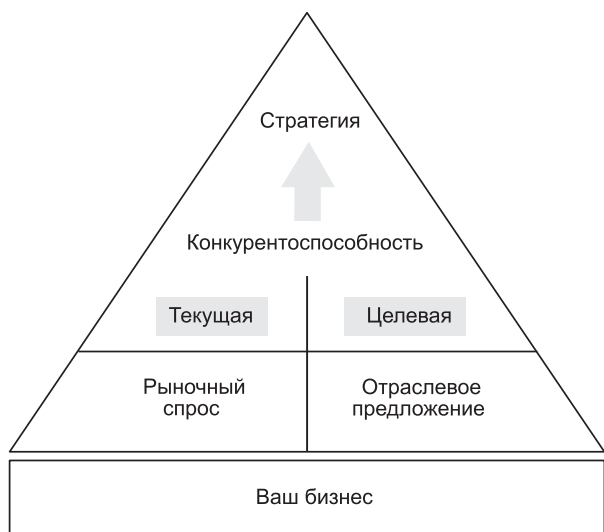 Стратегия
Конкурентоспособность
Текущая
Целевая
Рыночный
спрос
Отраслевое
предложение
Ваш бизнес